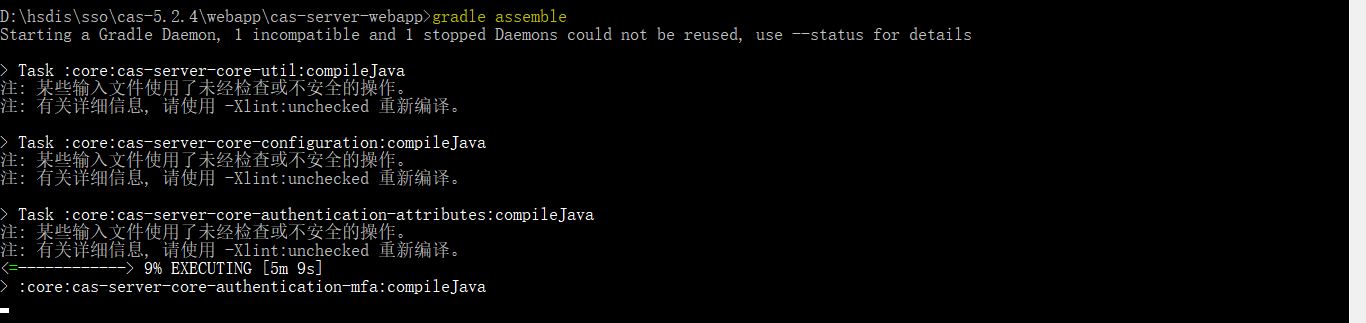 D:\hsdis\sso\cas-5.2.4\webapp\cas-server-webapp>gradle assemble
Starting a Gradle Daemon, 1 incompatible and 1 stopped Daemons could not be reused, use --status for details
> Task :core:cas-server-core-util:compileJava
注: 某些输入文件使用了未经检查或不安全的操作。
注: 有关详细信息, 请使用 -Xlint:unchecked 重新编译。
> Task :core:cas-server-core-configuration:compileJava
注: 某些输入文件使用了未经检查或不安全的操作。
注: 有关详细信息, 请使用 -Xlint:unchecked 重新编译。
> Task :core:cas-server-core-authentication-attributes:compileJava
注: 某些输入文件使用了未经检查或不安全的操作。
注: 有关详细信息, 请使用 -Xlint:unchecked 重新编译。
<=------------> 9% EXECUTING [5m 9s]
> :core:cas-server-core-authentication-mfa:compileJava